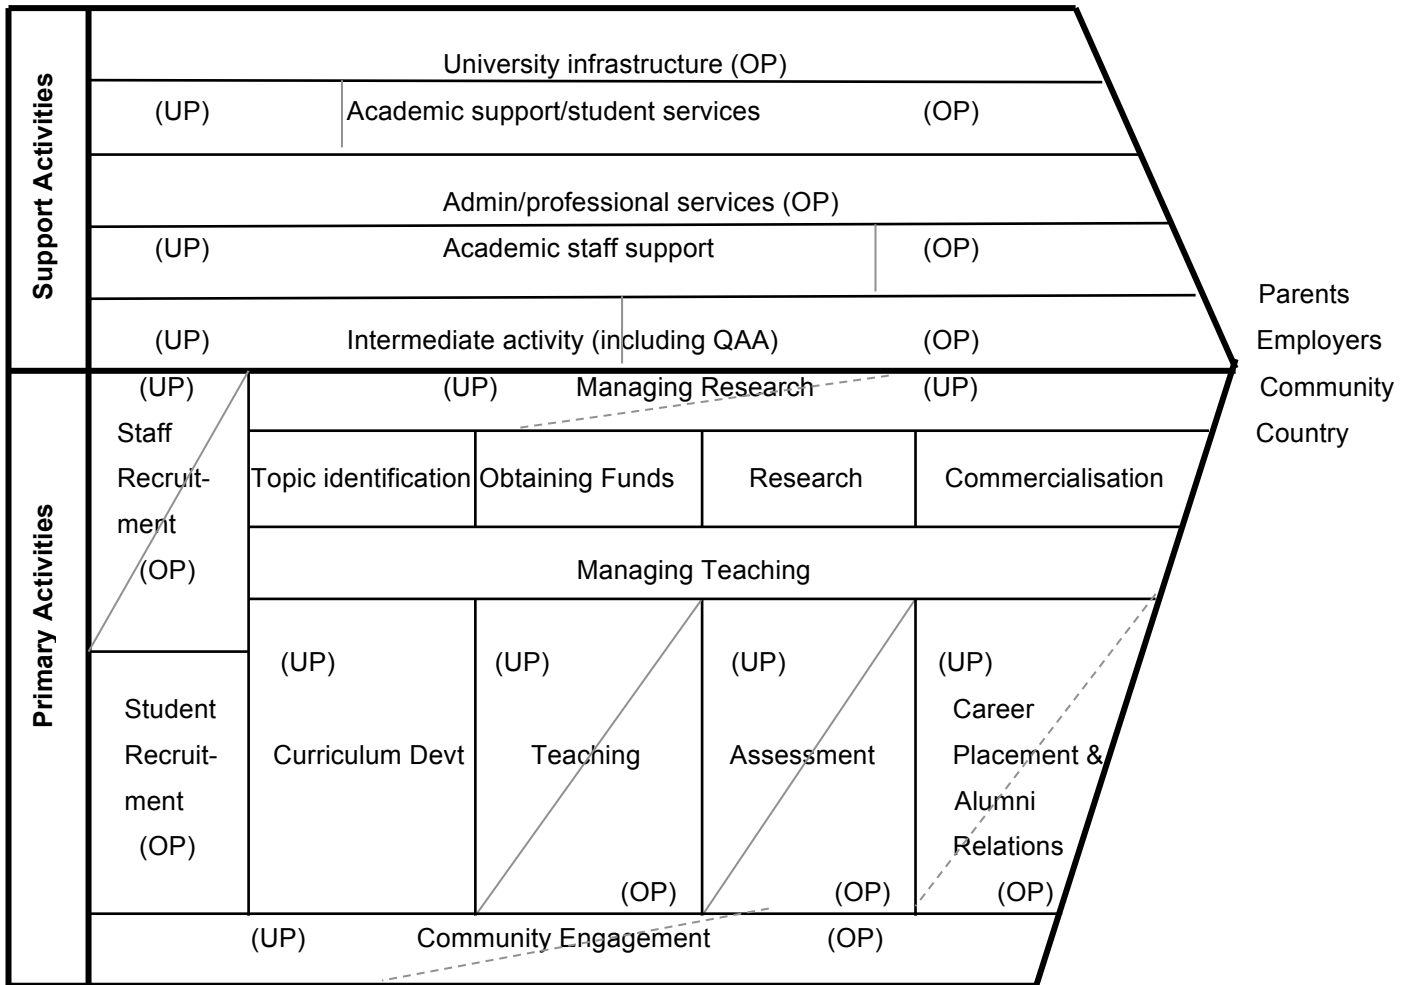 Support Activities
University infrastructure (OP)
(UP) Academic support/student services (OP)
Admin/professional services (OP)
(UP) Academic staff support (OP)
(UP) Intermediate activity (including QAA) (OP)
Parents
Employers
Community
Country
Primary Activities
(UP)
Staff
Recruit-
ment
(OP)
(UP) Managing Research (UP)
Topic identification Obtaining Funds Research Commercialisation
Managing Teaching
Student
Recruit-
ment
(OP)
(UP)
Curriculum Devt
(UP)
Teaching
(OP)
(UP)
Assessment
(OP)
(UP)
Career
Placement &
Alumni
Relations
(OP)
(UP) Community Engagement (OP)